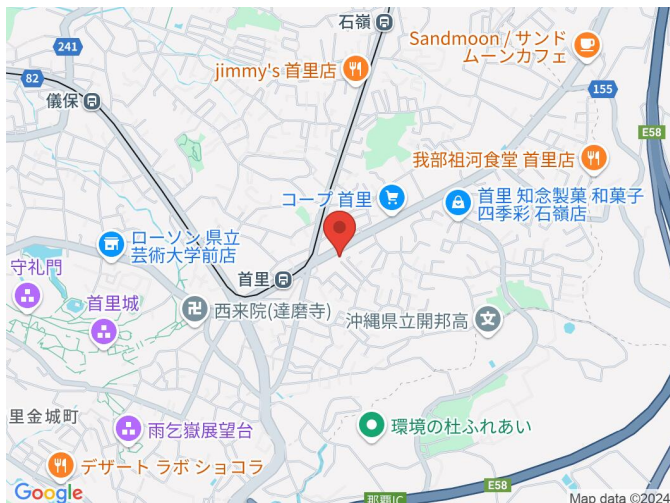 石嶺
241
Sandmoon / サンド
ムーンカフェ
jimmy's 首里店
82
155
儀保
E58
我部祖河食堂 首里店
コープ 首里
首里 知念製菓 和菓子
四季彩 石嶺店
ローソン 県立
芸術大学前店
守礼門
首里
首里城
西来院(達磨寺)
沖縄県立開邦高
文
里金城町
雨乞嶽展望台
環境の杜ふれあい
デザート ラボ ショコラ
E58
Google
那覇IC
Map data ©2024